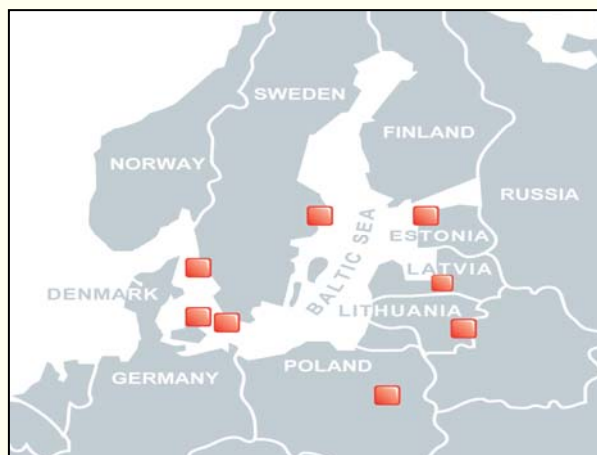 SWEDEN
FINLAND
NORWAY
RUSSIA
BALTIC SEA
ESTONIA
LATVIA
DENMARK
LITHUANIA
POLAND
GERMANY